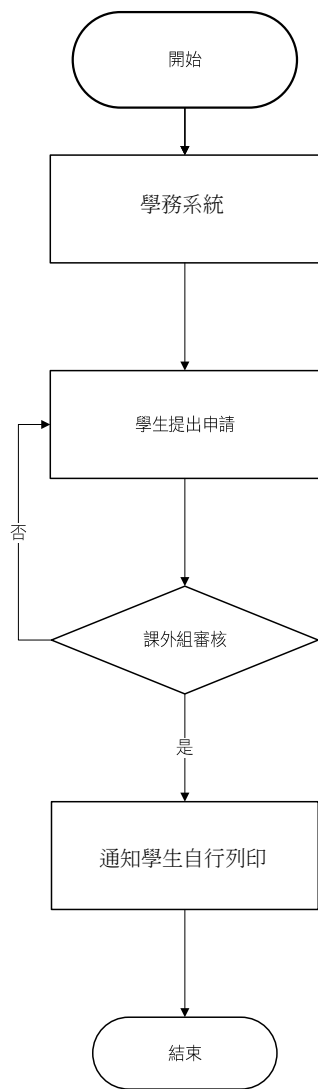 開始
學務系統
學生提出申請
否
課外組審核
是
通知學生自行列印
結束